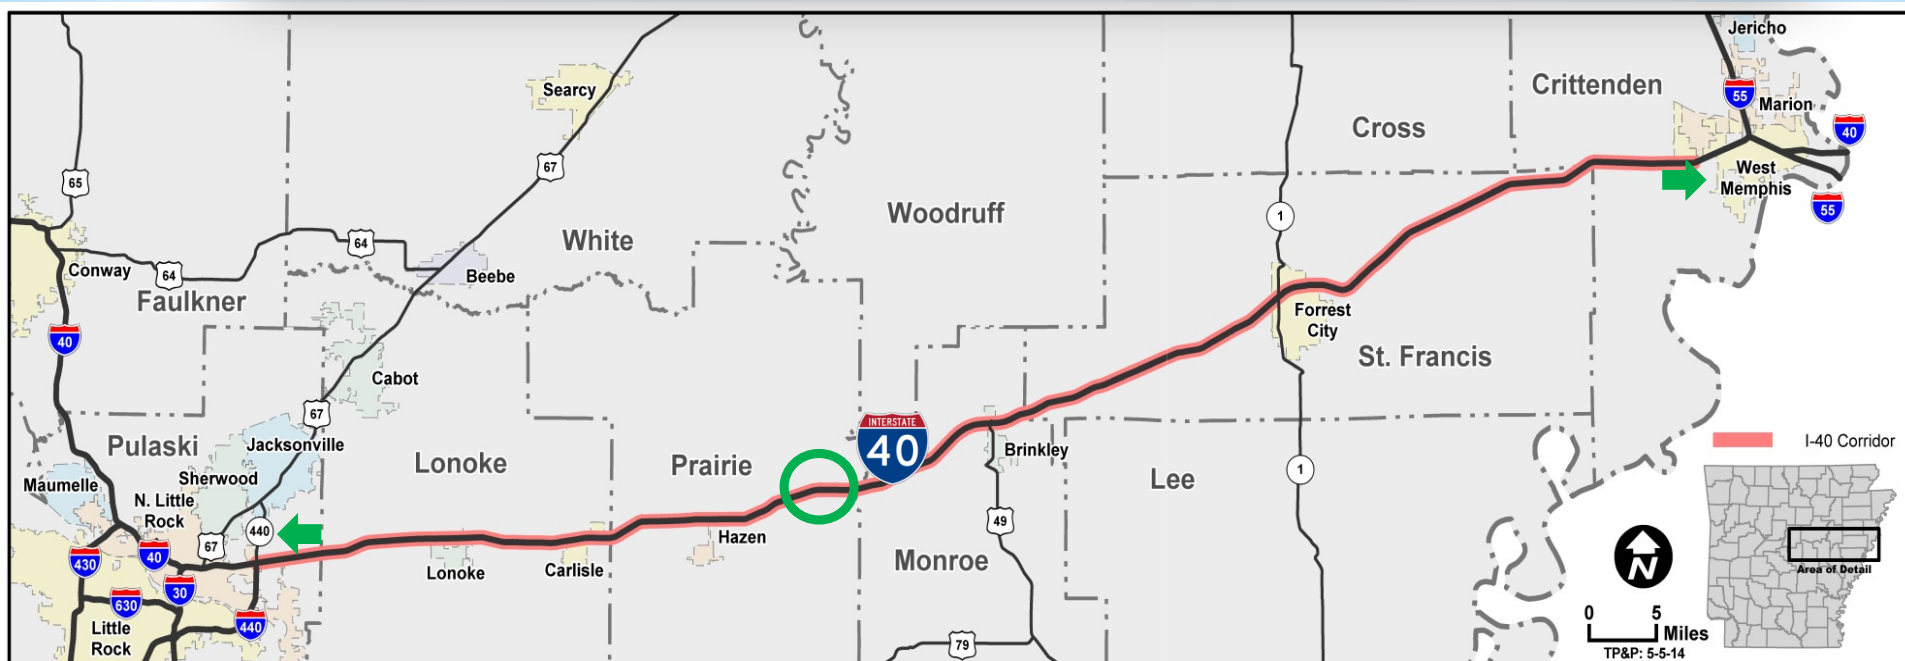 Jericho
Searcy
Crittenden
55
Marion
Cross
40
67
65
West
Memphis
55
Woodruff
1
White
64
Conway
64
Beebe
Faulkner
Forrest
City
40
St. Francis
Cabot
67
INTERSTATE
40
Pulaski
Jacksonville
Lonoke
Prairie
Brinkley
I-40 Corridor
Sherwood
Maumelle
Lee
1
N. Little
Rock
440
49
67
Hazen
40
430
Lonoke
Carlisle
Monroe
N
Area of Detail
30
630
0 5
Miles
440
Little
Rock
79
TP&P: 5-5-14